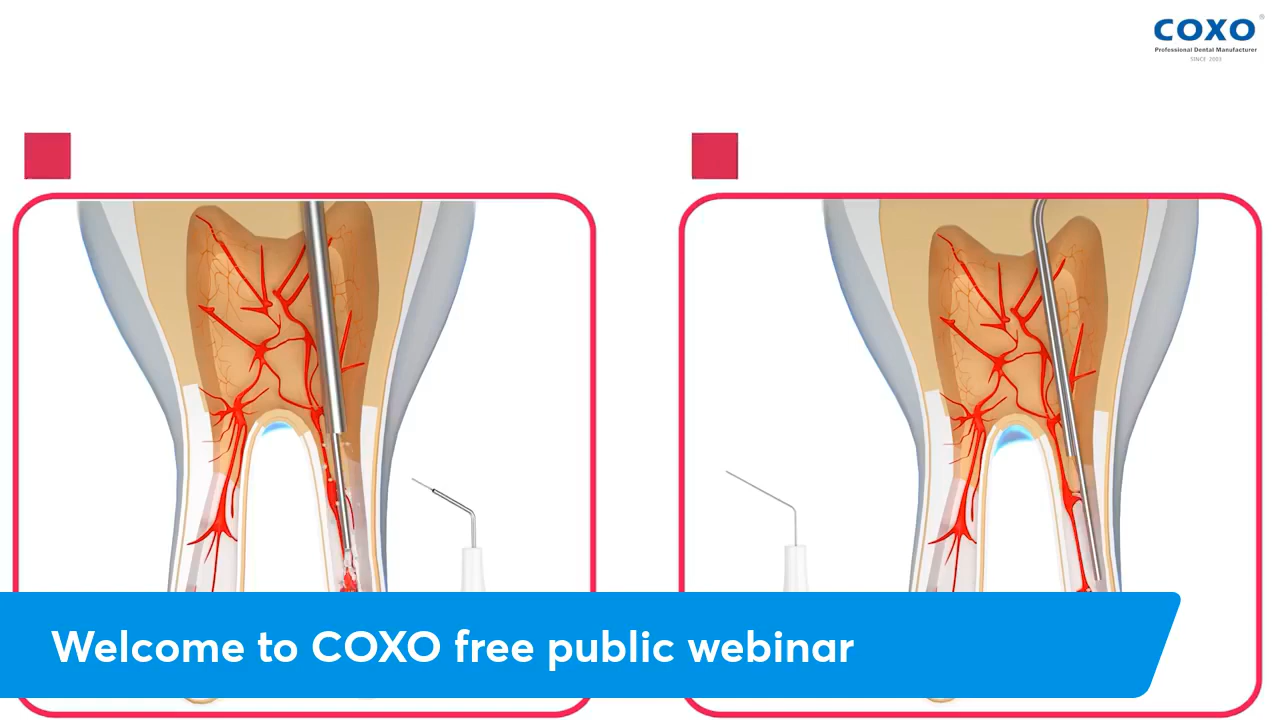 COXO®
Professional Dental Manufacturer
SINCE 2005
Welcome to COXO free public webinar